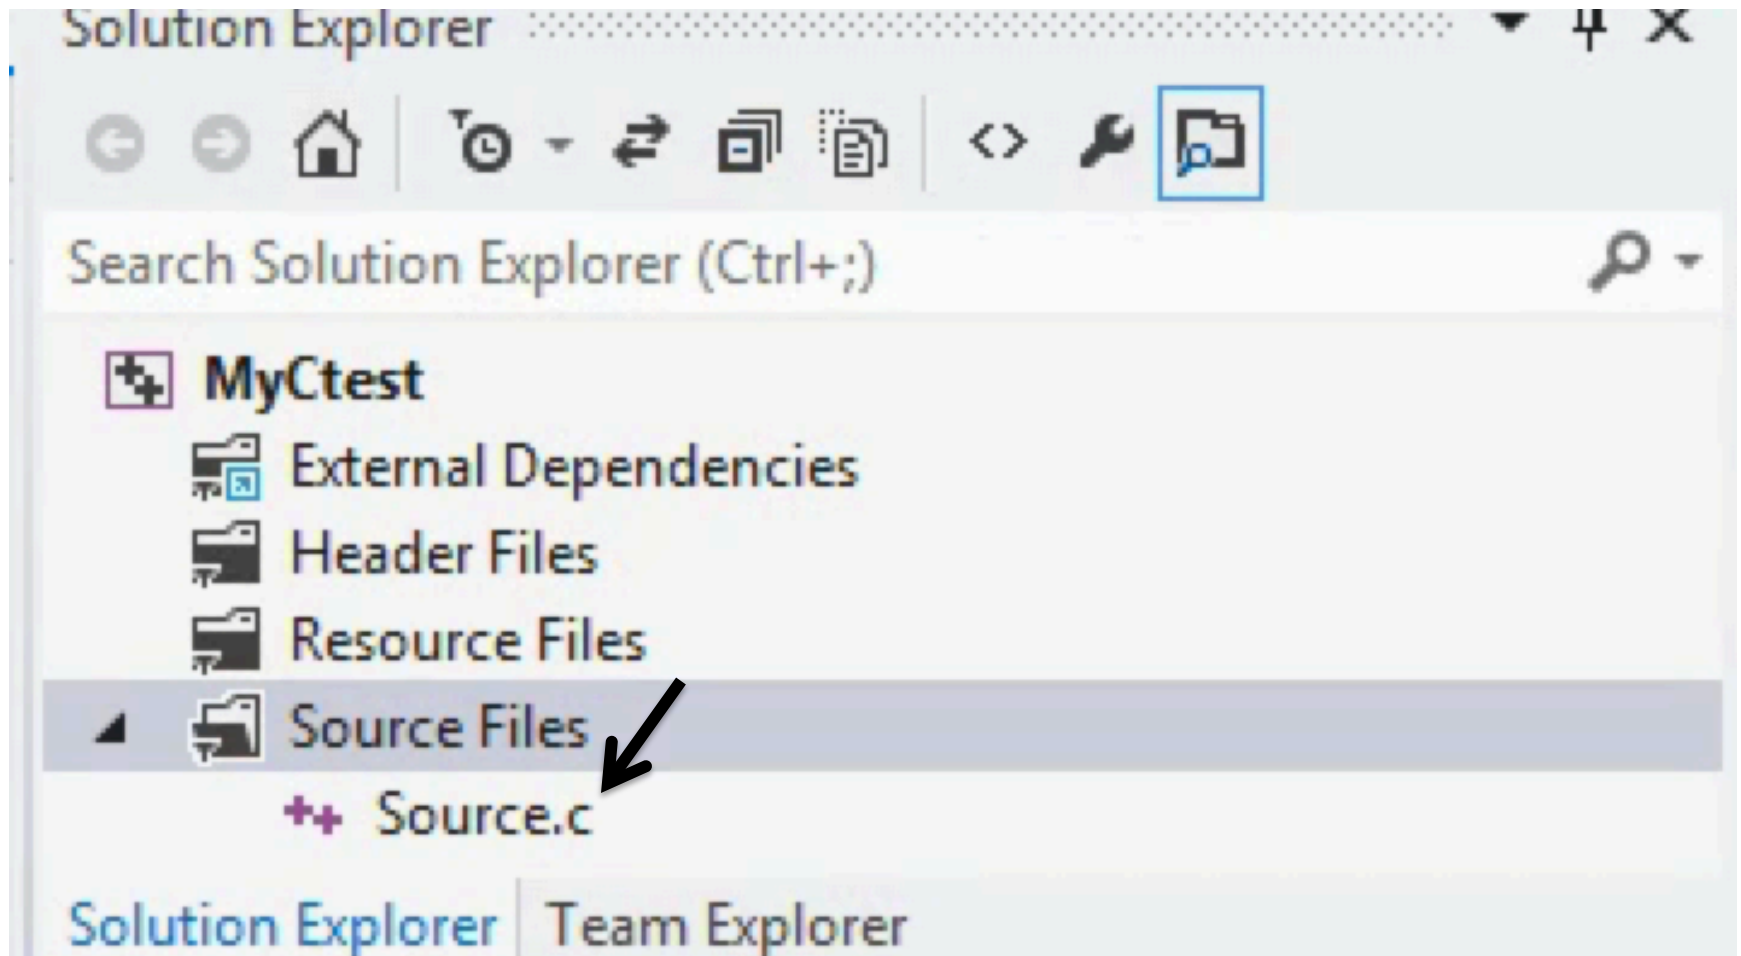 Solution Explorer
Search Solution Explorer (Ctrl+;)
MyCtest
External Dependencies
Header Files
Resource Files
Source Files
Source.c
Solution Explorer Team Explorer